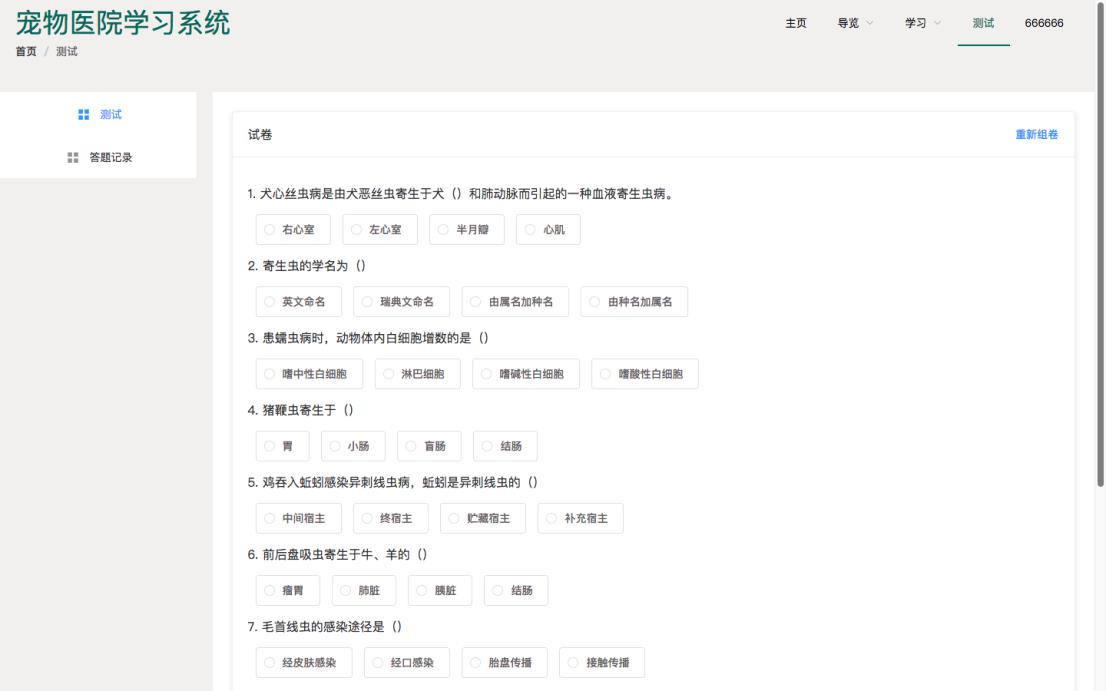 宠物医院学习系统
主页 导览 学习 测试 666666
首页 / 测试
测试
答题记录
试卷 重新组卷
1. 犬心丝虫病是由犬恶丝虫寄生于犬（）和肺动脉而引起的一种血液寄生虫病。
右心室 左心室 半月瓣 心肌
2. 寄生虫的学名为（）
英文命名 瑞典文命名 由属名加种名 由种名加属名
3. 患蠕虫病时，动物体内白细胞增数的是（）
嗜中性白细胞 淋巴细胞 嗜碱性白细胞 嗜酸性白细胞
4. 猪鞭虫寄生于（）
胃 小肠 盲肠 结肠
5. 鸡吞入蚯蚓感染异刺线虫病，蚯蚓是异刺线虫的（）
中间宿主 终宿主 贮藏宿主 补充宿主
6. 前后盘吸虫寄生于牛、羊的（）
瘤胃 肺脏 胰脏 结肠
7. 毛首线虫的感染途径是（）
经皮肤感染 经口感染 胎盘传播 接触传播